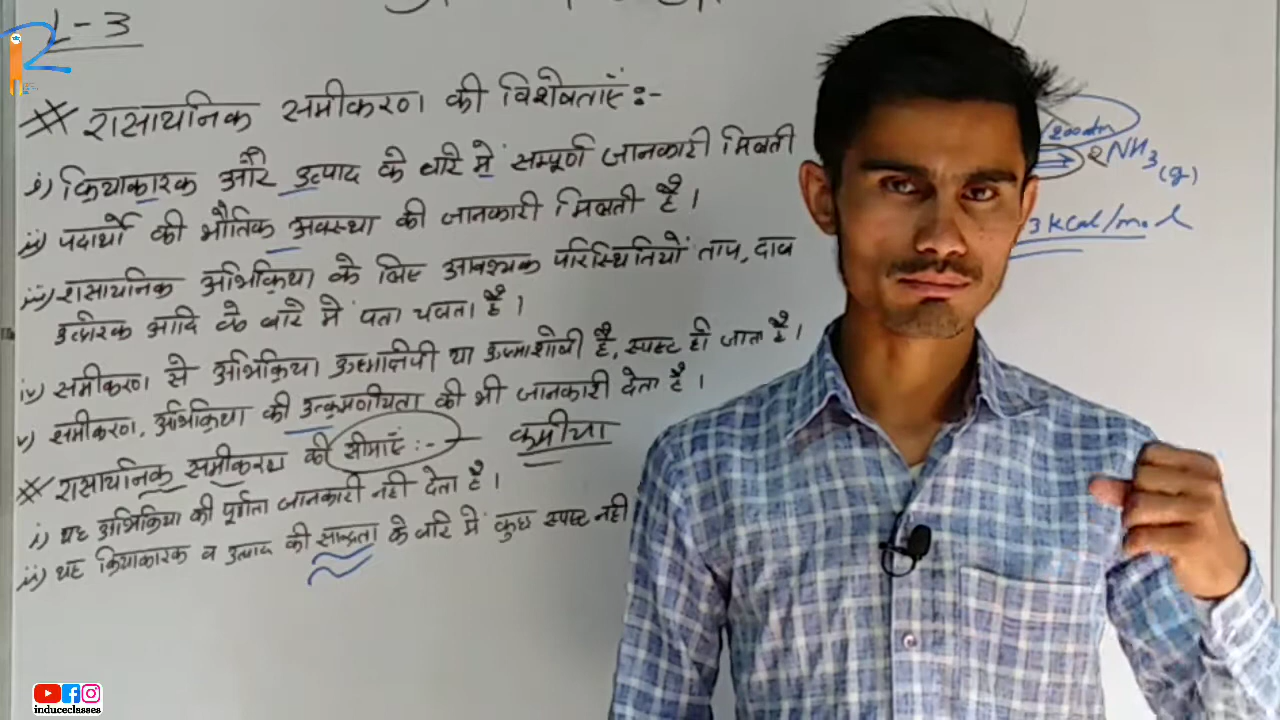 L-3
रासायनिक समीकरण की विशेषताएँ :-
i) क्रियाकारक और उत्पाद के बारे में सम्पूर्ण जानकारी मिलती
ii) पदार्थो की भौतिक अवस्था की जानकारी मिलती है।
iii) रासायनिक अभिक्रिया के लिए आवश्यक परिस्थितियों ताप, दाब
उत्प्रेरक आदि के बारे में पता चलता है।
iv) समीकरण से अभिक्रिया ऊष्माक्षेपी या ऊष्माशोषी है, स्पष्ट हो जाता है।
v) समीकरण, अभिक्रिया की उत्क्रमणीयता की भी जानकारी देता है।
रासायनिक समीकरण की सीमाएँ :- कमीया
i) यह अभिक्रिया की पूर्णता जानकारी नही देता है।
ii) यह क्रियाकारक व उत्पाद की सान्द्रता के बारे में कुछ स्पष्ट नही
200atm
2NH3(g)
3 kcal/mol
induceclasses